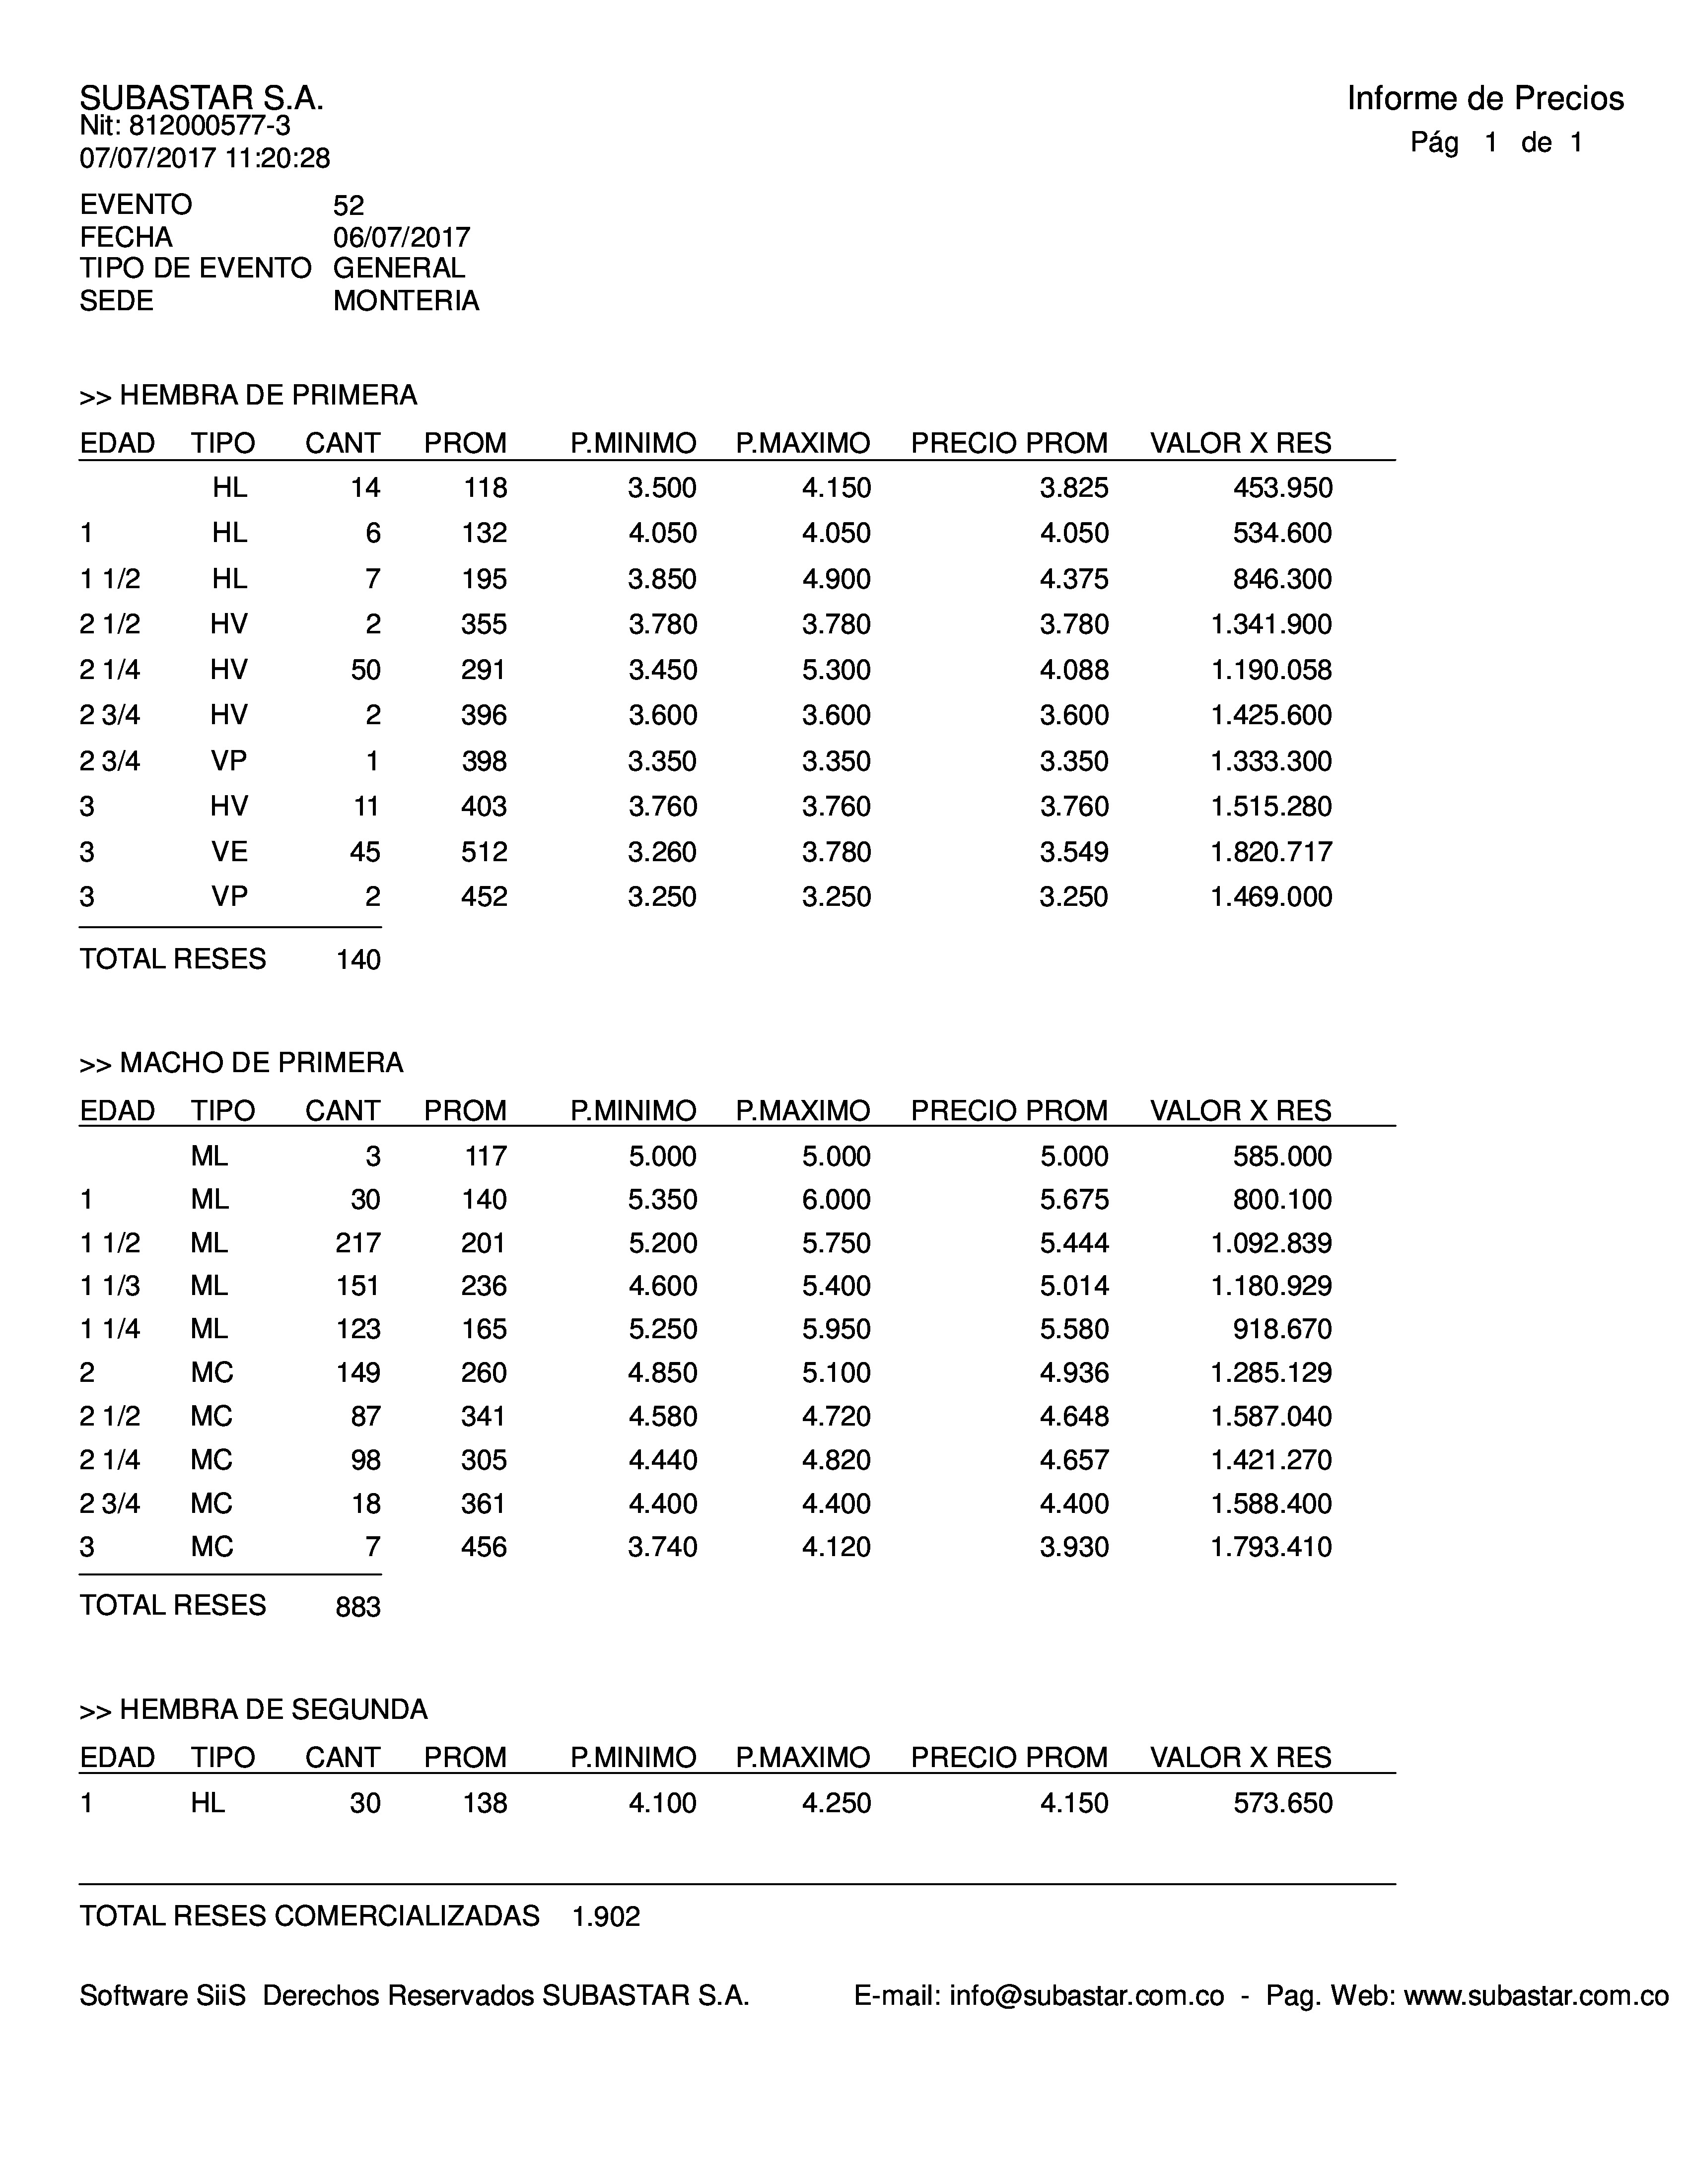 SUBASTAR S.A. Informe de Precios
Nit: 812000577-3
07/07/2017 11:20:28 Pág 1 de 1
EVENTO 52
FECHA 06/07/2017
TIPO DE EVENTO GENERAL
SEDE MONTERIA
>> HEMBRA DE PRIMERA
EDAD TIPO CANT PROM P.MINIMO P.MAXIMO PRECIO PROM VALOR X RES
HL 14 118 3.500 4.150 3.825 453.950
1 HL 6 132 4.050 4.050 4.050 534.600
1 1/2 HL 7 195 3.850 4.900 4.375 846.300
2 1/2 HV 2 355 3.780 3.780 3.780 1.341.900
2 1/4 HV 50 291 3.450 5.300 4.088 1.190.058
2 3/4 HV 2 396 3.600 3.600 3.600 1.425.600
2 3/4 VP 1 398 3.350 3.350 3.350 1.333.300
3 HV 11 403 3.760 3.760 3.760 1.515.280
3 VE 45 512 3.260 3.780 3.549 1.820.717
3 VP 2 452 3.250 3.250 3.250 1.469.000
TOTAL RESES 140
>> MACHO DE PRIMERA
EDAD TIPO CANT PROM P.MINIMO P.MAXIMO PRECIO PROM VALOR X RES
ML 3 117 5.000 5.000 5.000 585.000
1 ML 30 140 5.350 6.000 5.675 800.100
1 1/2 ML 217 201 5.200 5.750 5.444 1.092.839
1 1/3 ML 151 236 4.600 5.400 5.014 1.180.929
1 1/4 ML 123 165 5.250 5.950 5.580 918.670
2 MC 149 260 4.850 5.100 4.936 1.285.129
2 1/2 MC 87 341 4.580 4.720 4.648 1.587.040
2 1/4 MC 98 305 4.440 4.820 4.657 1.421.270
2 3/4 MC 18 361 4.400 4.400 4.400 1.588.400
3 MC 7 456 3.740 4.120 3.930 1.793.410
TOTAL RESES 883
>> HEMBRA DE SEGUNDA
EDAD TIPO CANT PROM P.MINIMO P.MAXIMO PRECIO PROM VALOR X RES
1 HL 30 138 4.100 4.250 4.150 573.650
TOTAL RESES COMERCIALIZADAS 1.902
Software SiiS Derechos Reservados SUBASTAR S.A. E-mail: info@subastar.com.co - Pag. Web: www.subastar.com.co